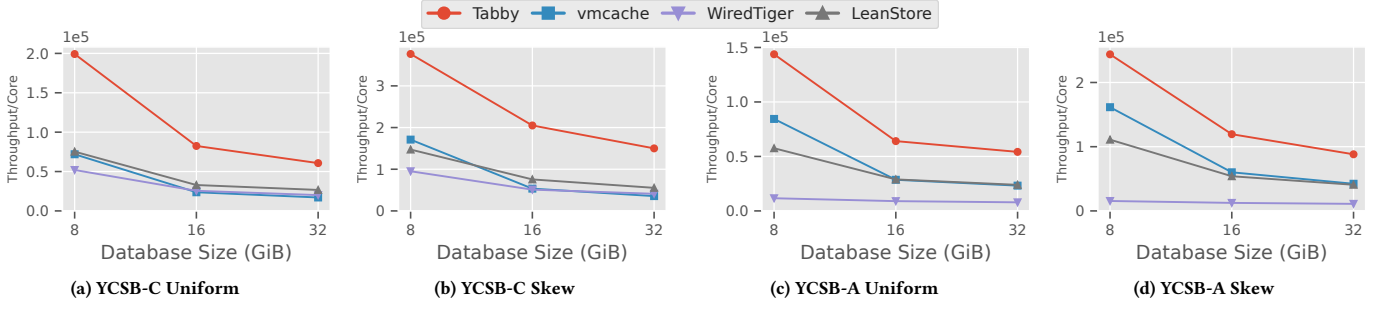 Tabby vmcache WiredTiger LeanStore
1e5
2.0
1.5
1.0
0.5
0.0
Throughput/Core
8 16 32
Database Size (GiB)
(a) YCSB-C Uniform
1e5
3
2
1
0
Throughput/Core
8 16 32
Database Size (GiB)
(b) YCSB-C Skew
1e5
1.5
1.0
0.5
0.0
Throughput/Core
8 16 32
Database Size (GiB)
(c) YCSB-A Uniform
1e5
2
1
0
Throughput/Core
8 16 32
Database Size (GiB)
(d) YCSB-A Skew